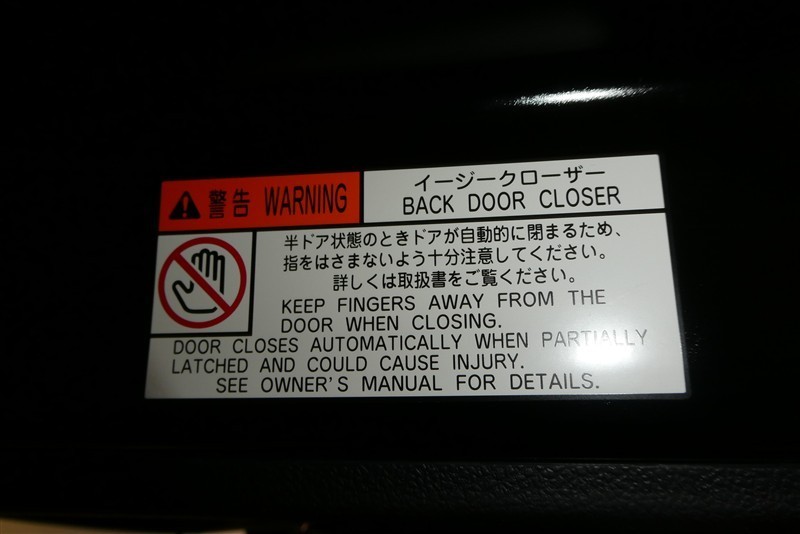 警告 WARNING
イージークローザー
BACK DOOR CLOSER
半ドア状態のときドアが自動的に閉まるため、
指をはさまないよう十分注意してください。
詳しくは取扱書をご覧ください。
KEEP FINGERS AWAY FROM THE
DOOR WHEN CLOSING.
DOOR CLOSES AUTOMATICALLY WHEN PARTIALLY
LATCHED AND COULD CAUSE INJURY.
SEE OWNER'S MANUAL FOR DETAILS.